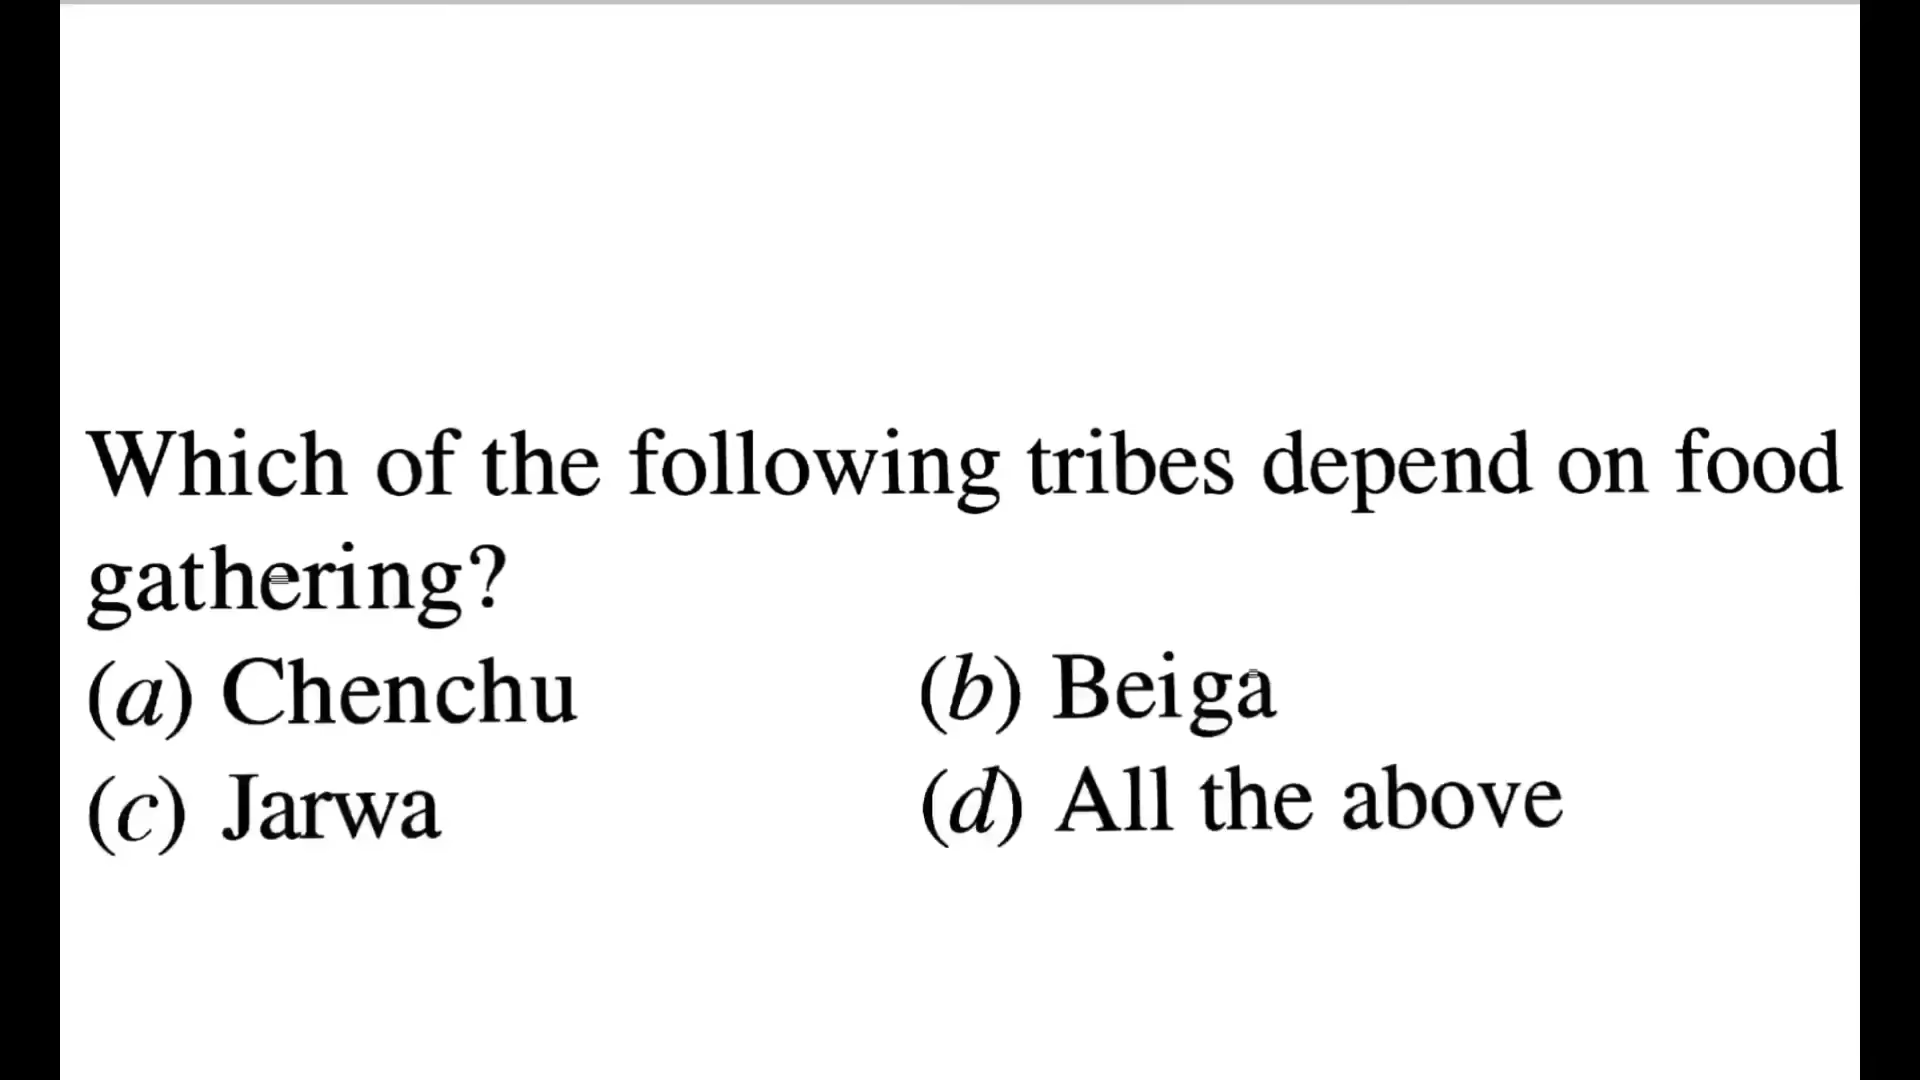 Which of the following tribes depend on food
gathering?
(a) Chenchu (b) Beiga
(c) Jarwa (d) All the above